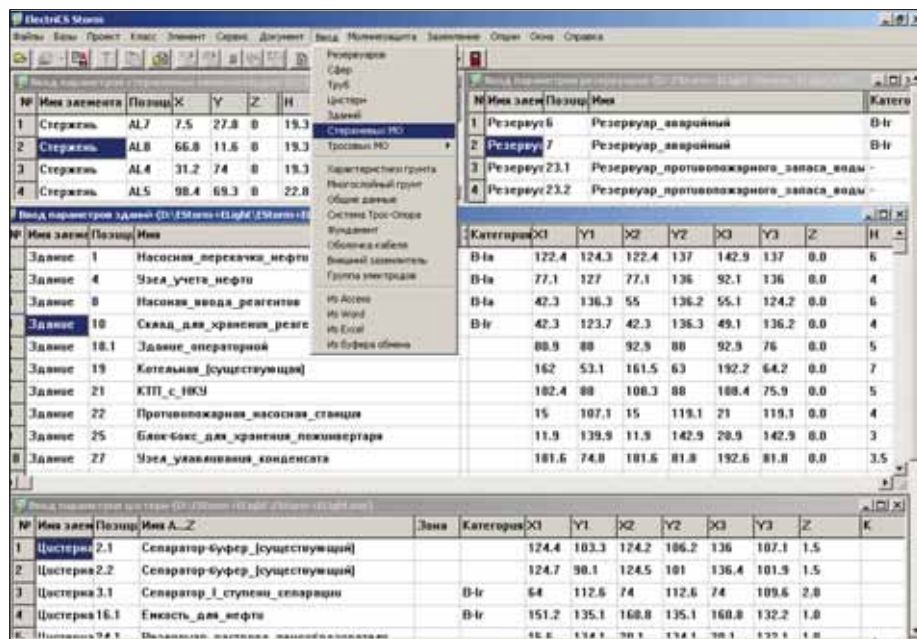 ElectriCS Storm
Файлы База Проект Класс Элемент Сервис Документ Ввод Молниезащита Заземление Опции Окна Справка
Резервуаров
Сфер
Труб
Цистерн
Зданий
Стержневых МО
Тросовых МО
Характеристики грунта
Многослойный грунт
Общие данные
Система Трос-Опора
Фундамент
Оболочка кабеля
Внешний заземлитель
Группа электродов
Из Access
Из Word
Из Excel
Из буфера обмена
№ Имя элемента Позиц X Y Z H
1 Стержень AL7 7.5 27.8 0 19.3
2 Стержень AL8 66.8 11.6 0 19.3
3 Стержень AL4 31.2 74 0 19.3
4 Стержень AL5 98.4 69.3 0 22.8
N Имя элем Позиц Имя Катего
1 Резервуг 6 Резервуар_аварийный B-Iг
2 Резервуг 7 Резервуар_аварийный B-Iг
3 Резервуг 23.1 Резервуар_противопожарного_запаса_воды -
4 Резервуг 23.2 Резервуар_противопожарного_запаса_воды -
Ввод параметров зданий
№ Имя элеме Позиц Имя Категория X1 Y1 X2 Y2 X3 Y3 Z H
Здание 1 Насосная_перекачки_нефти B-Ia 122.4 124.3 122.4 137 142.9 137 0.0 6
Здание 4 Узел_учета_нефти B-Ia 77.1 127 77.1 136 92.1 136 0.0 4
Здание 8 Насоная_ввода_реагентов B-Ia 42.3 136.3 55 136.2 55.1 124.2 0.0 6
Здание 10 Склад_для_хранения_реаге B-Iг 42.3 123.7 42.3 136.3 49.1 136.2 0.0 4
Здание 18.1 Здание_операторной 80.9 88 92.9 88 92.9 76 0.0 5
Здание 19 Котельная_(существующая) 162 53.1 161.5 63 192.2 64.2 0.0 7
Здание 21 КТП_с_НКУ 102.4 88 108.3 88 108.4 75.9 0.0 5
Здание 22 Противопожарная_насосная_станция 15 107.1 15 119.1 21 119.1 0.0 4
Здание 25 Блок-бокс_для_хранения_пожинвертаря 11.9 139.9 11.9 142.9 20.9 142.9 0.0 3
Здание 27 Узел_улавливания_конденсата 181.6 74.8 181.6 81.8 192.6 81.8 0.0 3.5
№ Имя элем Позиц Имя A...Z Зона Категория X1 Y1 X2 Y2 X3 Y3 Z K
1 Цистерна 2.1 Сепаратор-буфер_(существующий) 124.4 103.3 124.2 106.2 136 107.1 1.5
2 Цистерна 2.2 Сепаратор-буфер_(существующий) 124.7 98.1 124.5 101 136.4 101.9 1.5
3 Цистерна 3.1 Сепаратор_I_ступени_сепарации B-Iг 64 112.6 74 112.6 74 109.6 2.0
4 Цистерна 16.1 Емкость_для_нефти B-Iг 151.2 135.1 160.8 135.1 160.8 132.2 1.0